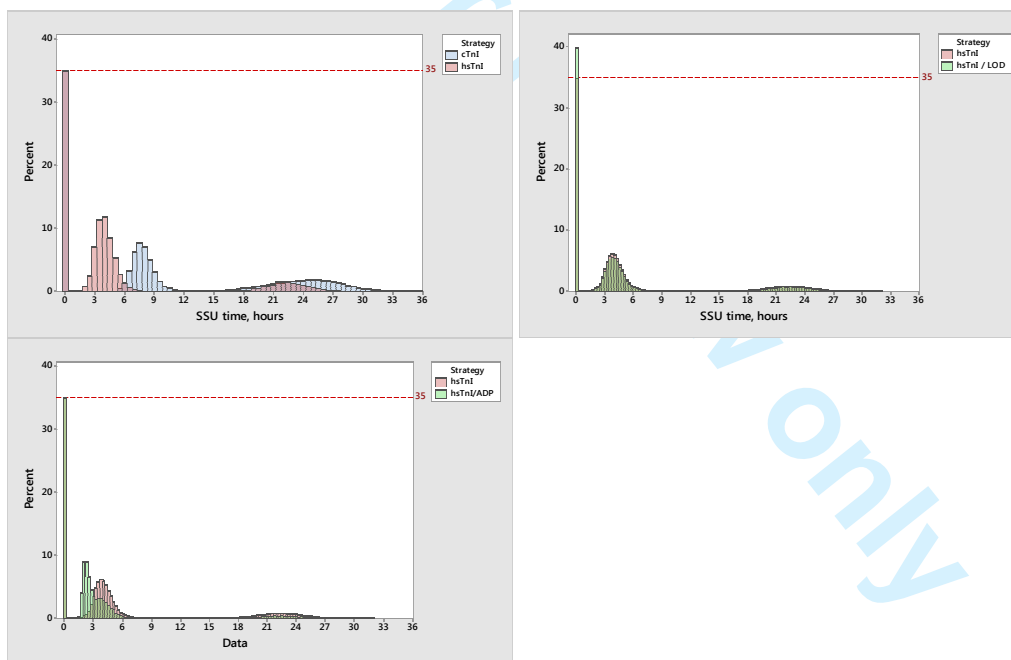 40
30
20
10
0
Percent
35
Strategy
cTnI
hsTnI
0 3 6 9 12 15 18 21 24 27 30 33 36
SSU time, hours
40
30
20
10
0
Percent
35
Strategy
hsTnI
hsTnI / LOD
0 3 6 9 12 15 18 21 24 27 30 33 36
SSU time, hours
40
30
20
10
0
Percent
35
Strategy
hsTnI
hsTnI/ADP
0 3 6 9 12 15 18 21 24 27 30 33 36
Data
only